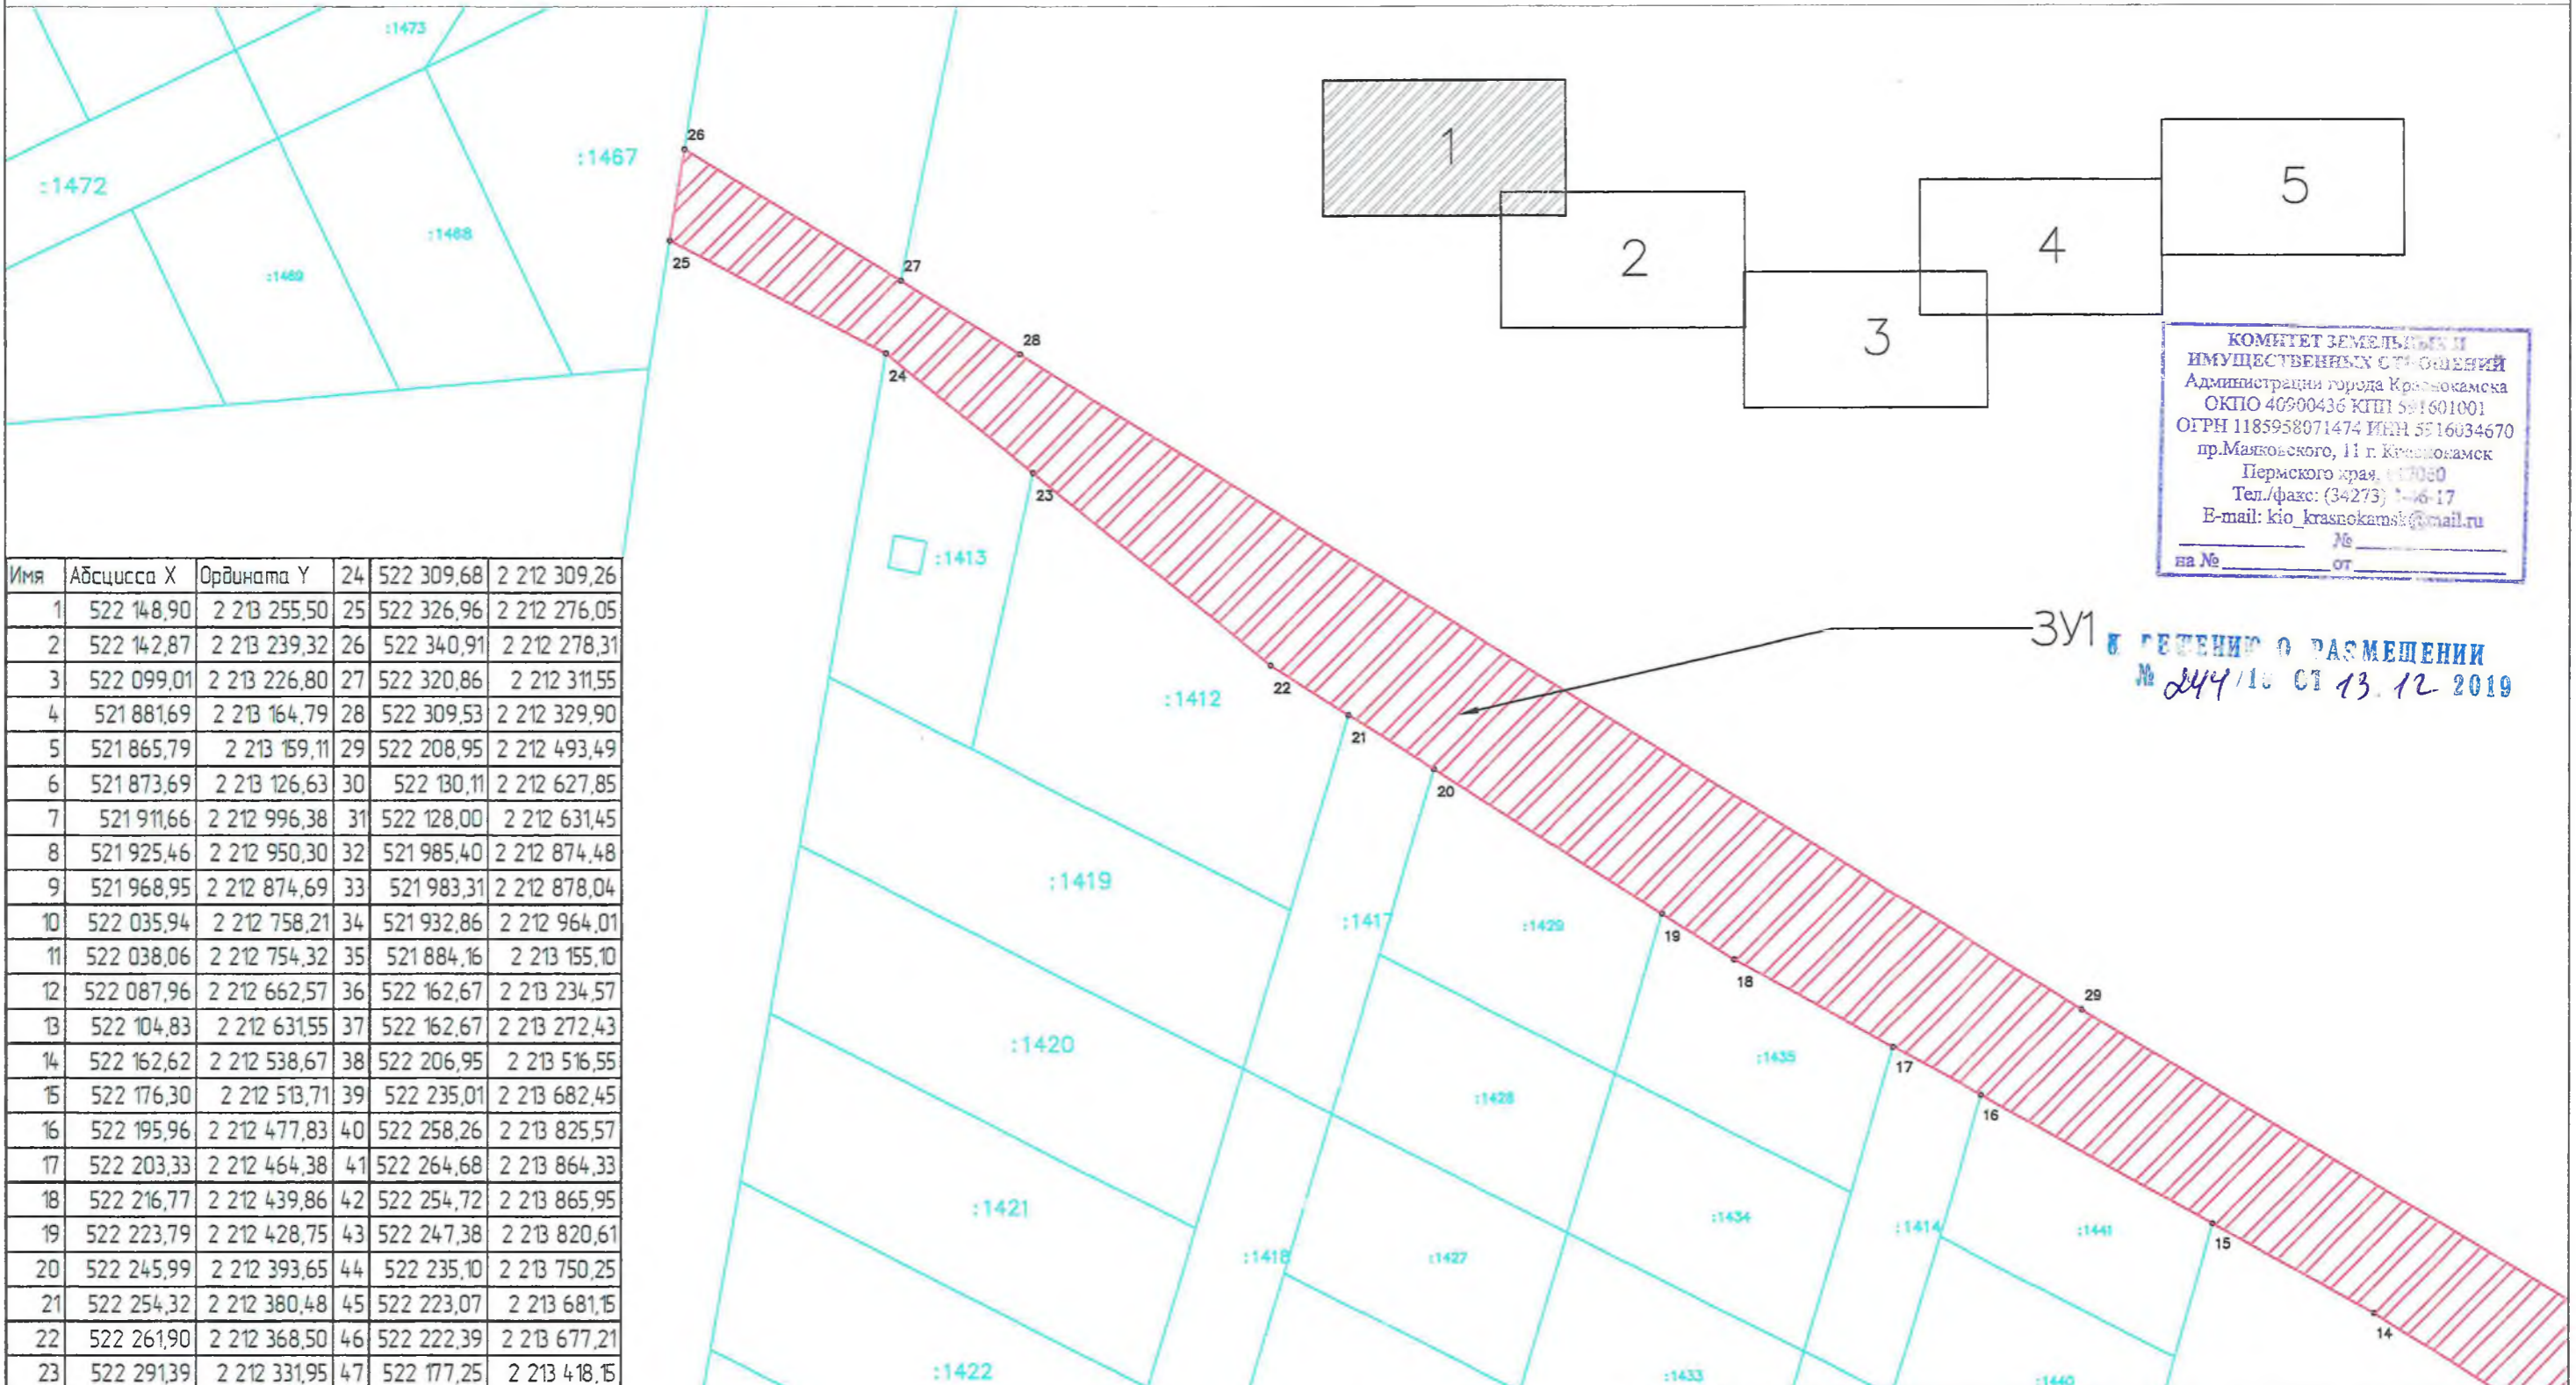 :1473
:1472
:1467
:1468
:1469
26
25
27
28
24
23
22
21
20
19
18
17
16
15
14
29
1
2
3
4
5
КОМИТЕТ ЗЕМЕЛЬНЫХ И
ИМУЩЕСТВЕННЫХ ОТНОШЕНИЙ
Администрации города Краснокамска
ОКПО 40900436 КПП 591601001
ОГРН 1185958071474 ИНН 5916034670
пр.Маяковского, 11 г. Краснокамск
Пермского края,
Тел./факс: (34273)
E-mail: kio_krasnokamsk@mail.ru
№
на № от
ЗУ1
К РЕШЕНИЮ О РАЗМЕЩЕНИИ
№ 244 ОТ 13.12 2019
:1413
:1412
:1419
:1417
:1429
:1420
:1428
:1435
:1421
:1418
:1427
:1434
:1414
:1441
:1422
:1433
:1440
Имя Абсцисса X Ордината Y 24 522 309,68 2 212 309,26
1 522 148,90 2 213 255,50 25 522 326,96 2 212 276,05
2 522 142,87 2 213 239,32 26 522 340,91 2 212 278,31
3 522 099,01 2 213 226,80 27 522 320,86 2 212 311,55
4 521 881,69 2 213 164,79 28 522 309,53 2 212 329,90
5 521 865,79 2 213 159,11 29 522 208,95 2 212 493,49
6 521 873,69 2 213 126,63 30 522 130,11 2 212 627,85
7 521 911,66 2 212 996,38 31 522 128,00 2 212 631,45
8 521 925,46 2 212 950,30 32 521 985,40 2 212 874,48
9 521 968,95 2 212 874,69 33 521 983,31 2 212 878,04
10 522 035,94 2 212 758,21 34 521 932,86 2 212 964,01
11 522 038,06 2 212 754,32 35 521 884,16 2 213 155,10
12 522 087,96 2 212 662,57 36 522 162,67 2 213 234,57
13 522 104,83 2 212 631,55 37 522 162,67 2 213 272,43
14 522 162,62 2 212 538,67 38 522 206,95 2 213 516,55
15 522 176,30 2 212 513,71 39 522 235,01 2 213 682,45
16 522 195,96 2 212 477,83 40 522 258,26 2 213 825,57
17 522 203,33 2 212 464,38 41 522 264,68 2 213 864,33
18 522 216,77 2 212 439,86 42 522 254,72 2 213 865,95
19 522 223,79 2 212 428,75 43 522 247,38 2 213 820,61
20 522 245,99 2 212 393,65 44 522 235,10 2 213 750,25
21 522 254,32 2 212 380,48 45 522 223,07 2 213 681,15
22 522 261,90 2 212 368,50 46 522 222,39 2 213 677,21
23 522 291,39 2 212 331,95 47 522 177,25 2 213 418,15